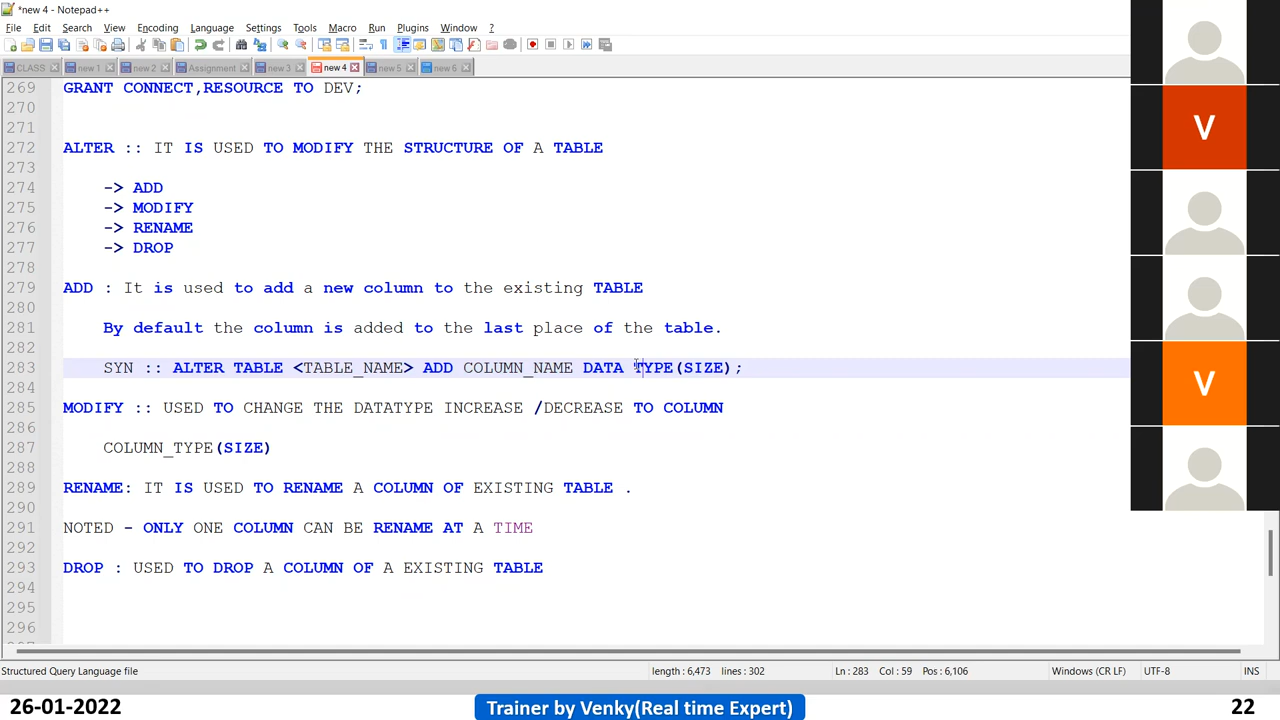 *new 4 - Notepad++
File Edit Search View Encoding Language Settings Tools Macro Run Plugins Window ?
CLASS new 1 new 2 Assignment new 3 new 4 new 5 new 6
269 GRANT CONNECT,RESOURCE TO DEV;
270
271
272 ALTER :: IT IS USED TO MODIFY THE STRUCTURE OF A TABLE
273
274 -> ADD
275 -> MODIFY
276 -> RENAME
277 -> DROP
278
279 ADD : It is used to add a new column to the existing TABLE
280
281 By default the column is added to the last place of the table.
282
283 SYN :: ALTER TABLE <TABLE_NAME> ADD COLUMN_NAME DATA TYPE(SIZE);
284
285 MODIFY :: USED TO CHANGE THE DATATYPE INCREASE /DECREASE TO COLUMN
286
287 COLUMN_TYPE(SIZE)
288
289 RENAME: IT IS USED TO RENAME A COLUMN OF EXISTING TABLE .
290
291 NOTED - ONLY ONE COLUMN CAN BE RENAME AT A TIME
292
293 DROP : USED TO DROP A COLUMN OF A EXISTING TABLE
294
295
296
V
V
Structured Query Language file length : 6,473 lines : 302 Ln : 283 Col : 59 Pos : 6,106 Windows (CR LF) UTF-8 INS
26-01-2022 Trainer by Venky(Real time Expert) 22